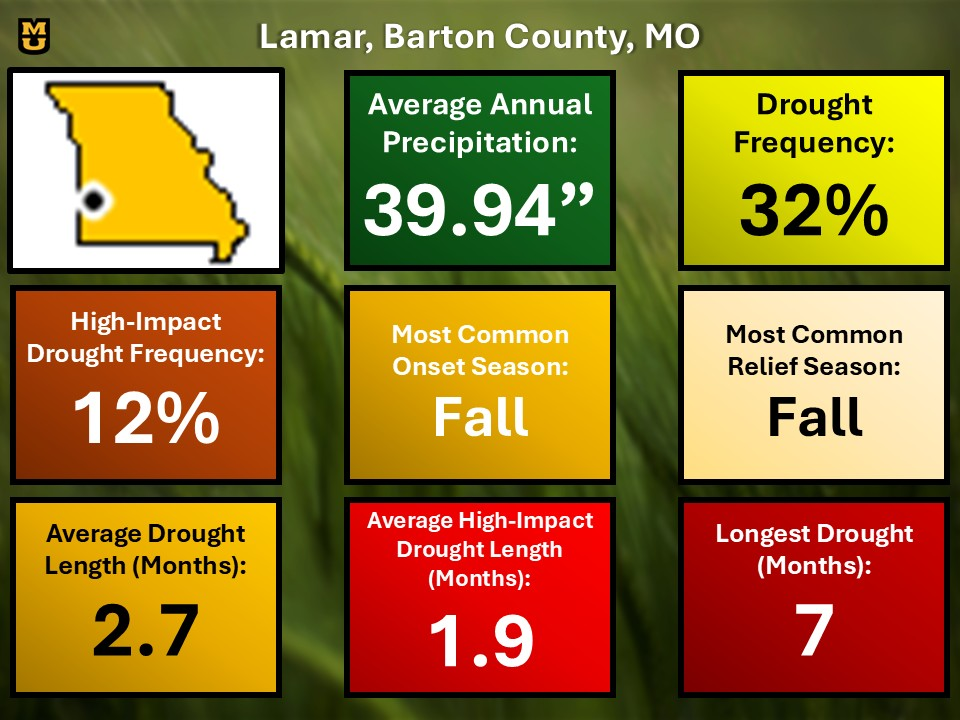 MU
Lamar, Barton County, MO
Average Annual
Precipitation:
39.94”
Drought
Frequency:
32%
High-Impact
Drought Frequency:
12%
Most Common
Onset Season:
Fall
Most Common
Relief Season:
Fall
Average Drought
Length (Months):
2.7
Average High-Impact
Drought Length
(Months):
1.9
Longest Drought
(Months):
7